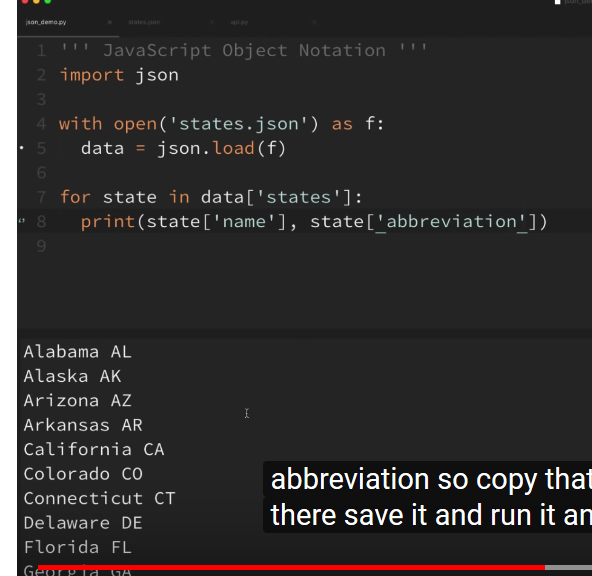 json_demo.py states.json api.py
1 ''' JavaScript Object Notation '''
2 import json
3
4 with open('states.json') as f:
5 data = json.load(f)
6
7 for state in data['states']:
8 print(state['name'], state['abbreviation'])
9
Alabama AL
Alaska AK
Arizona AZ
Arkansas AR
California CA
Colorado CO
Connecticut CT
Delaware DE
Florida FL
Georgia GA
abbreviation so copy that
there save it and run it an